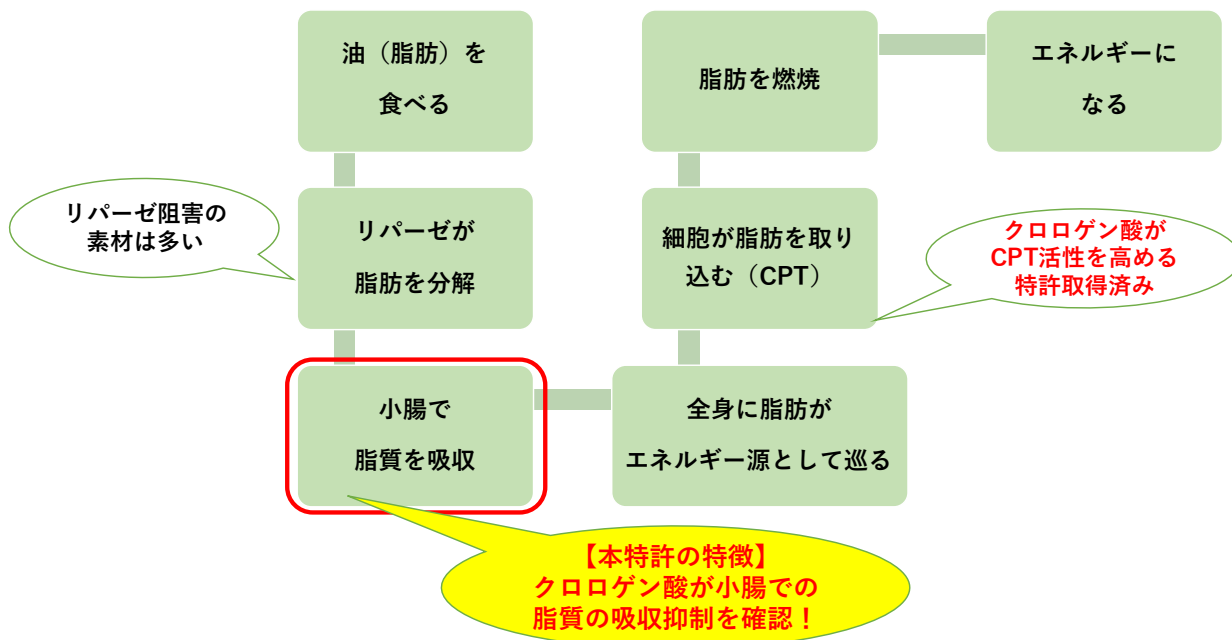 油（脂肪）を
食べる
リパーゼ阻害の
素材は多い
リパーゼが
脂肪を分解
小腸で
脂質を吸収
【本特許の特徴】
クロロゲン酸が小腸での
脂質の吸収抑制を確認！
全身に脂肪が
エネルギー源として巡る
細胞が脂肪を取り
込む（CPT）
クロロゲン酸が
CPT活性を高める
特許取得済み
脂肪を燃焼
エネルギーに
なる